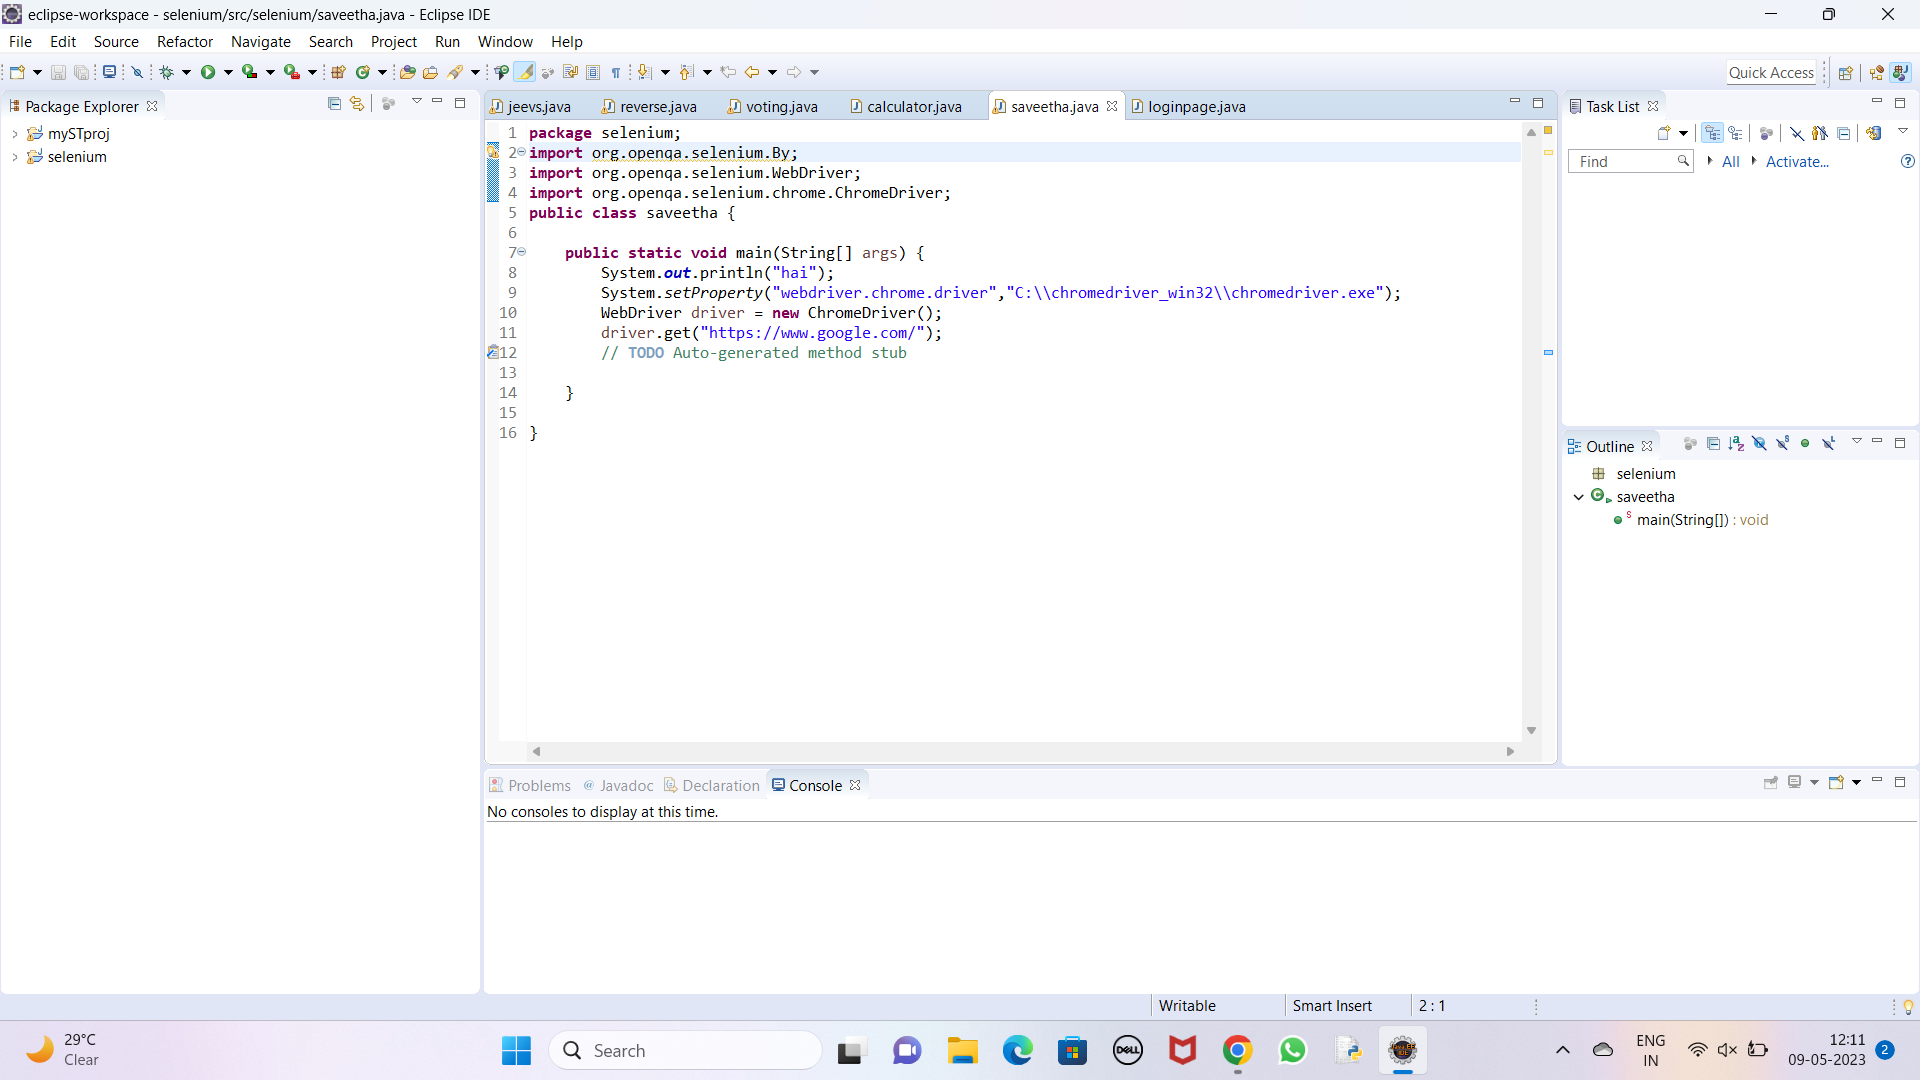 eclipse-workspace - selenium/src/selenium/saveetha.java - Eclipse IDE
File Edit Source Refactor Navigate Search Project Run Window Help
Quick Access
Package Explorer
mySTproj
selenium
jeevs.java reverse.java voting.java calculator.java saveetha.java loginpage.java
1 package selenium;
2 import org.openqa.selenium.By;
3 import org.openqa.selenium.WebDriver;
4 import org.openqa.selenium.chrome.ChromeDriver;
5 public class saveetha {
6
7 public static void main(String[] args) {
8 System.out.println("hai");
9 System.setProperty("webdriver.chrome.driver","C:\\chromedriver_win32\\chromedriver.exe");
10 WebDriver driver = new ChromeDriver();
11 driver.get("https://www.google.com/");
12 // TODO Auto-generated method stub
13
14 }
15
16 }
Task List
Find All Activate...
Outline
selenium
saveetha
main(String[]) : void
Problems @ Javadoc Declaration Console
No consoles to display at this time.
Writable Smart Insert 2 : 1
29°C
Clear
Search
DELL
ENG
IN
12:11
09-05-2023
2